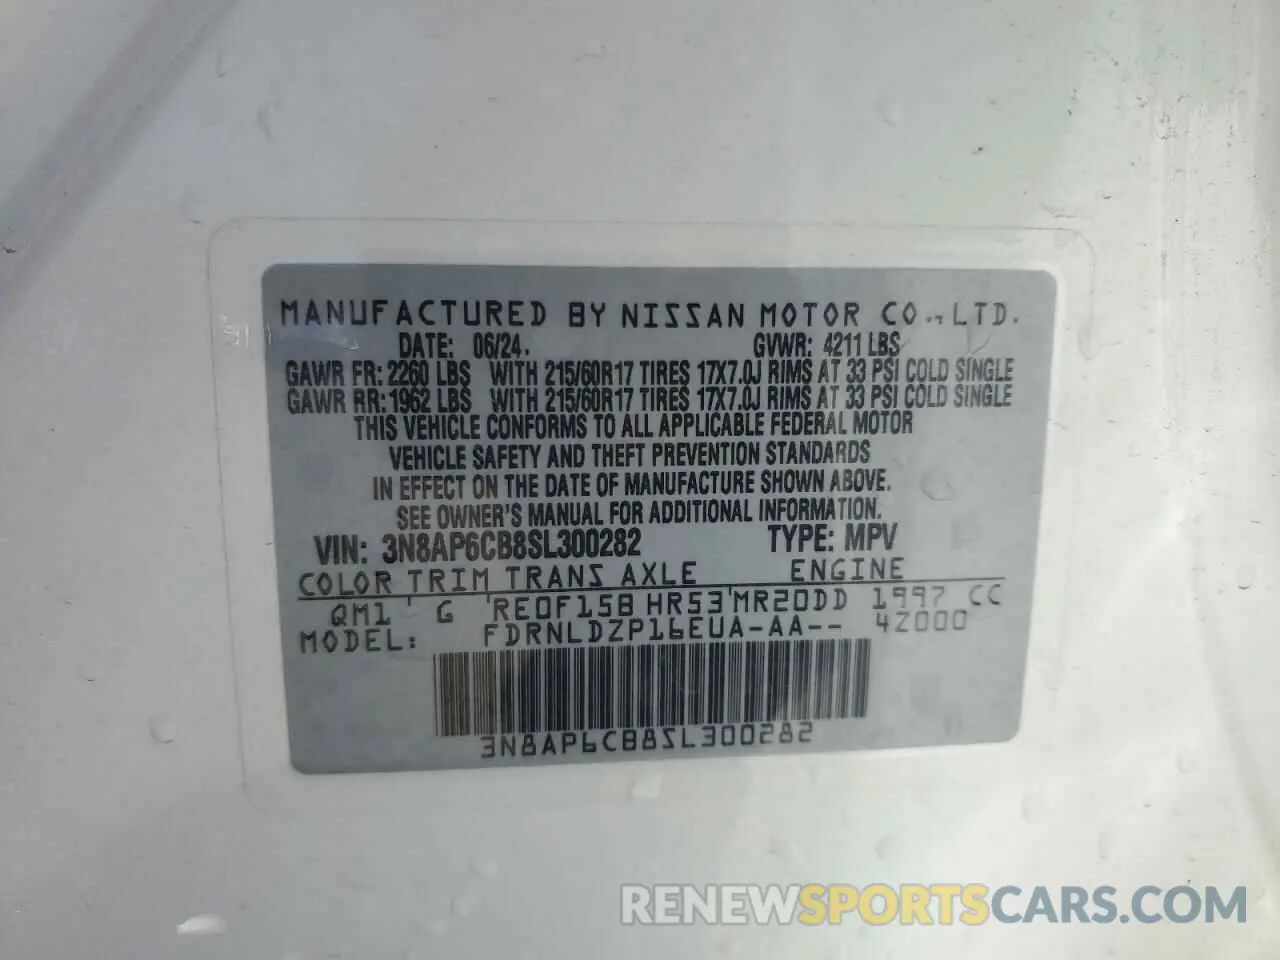 MANUFACTURED BY NISSAN MOTOR CO., LTD.
DATE: 06/24. GVWR: 4211 LBS
GAWR FR: 2260 LBS WITH 215/60R17 TIRES 17X7.0J RIMS AT 33 PSI COLD SINGLE
GAWR RR: 1962 LBS WITH 215/60R17 TIRES 17X7.0J RIMS AT 33 PSI COLD SINGLE
THIS VEHICLE CONFORMS TO ALL APPLICABLE FEDERAL MOTOR
VEHICLE SAFETY AND THEFT PREVENTION STANDARDS
IN EFFECT ON THE DATE OF MANUFACTURE SHOWN ABOVE.
SEE OWNER'S MANUAL FOR ADDITIONAL INFORMATION.
VIN: 3N8AP6CB8SL300282 TYPE: MPV
COLOR TRIM TRANS AXLE ENGINE
QM1 G RE0F15B HR53 MR20DD 1997 CC
MODEL: FDRNLDZP16EUA-AA-- 4Z000
3N8AP6CB8SL300282
RENEWSPORTSCARS.COM